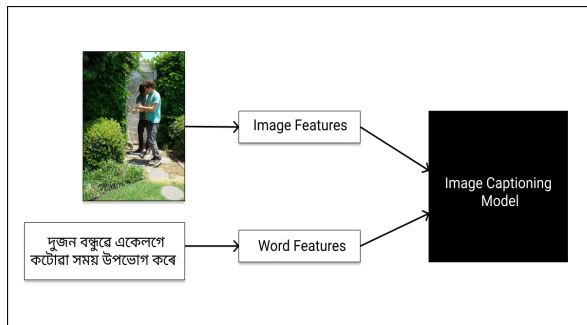 Image Features
Image Captioning
Model
দুজন বন্ধুৱে একেলগে
কটোৱা সময় উপভোগ কৰে
Word Features